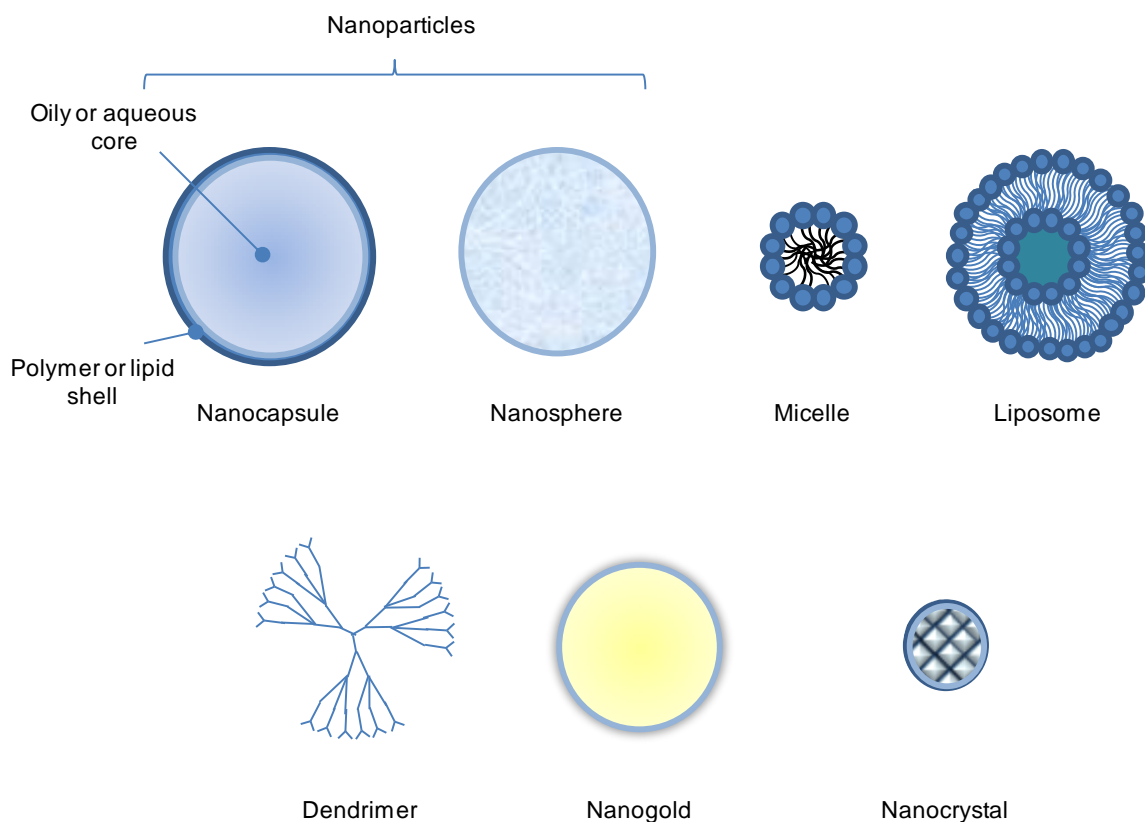 Nanoparticles
Oily or aqueous
core
Polymer or lipid
shell
Nanocapsule
Nanosphere
Micelle
Liposome
Dendrimer
Nanogold
Nanocrystal